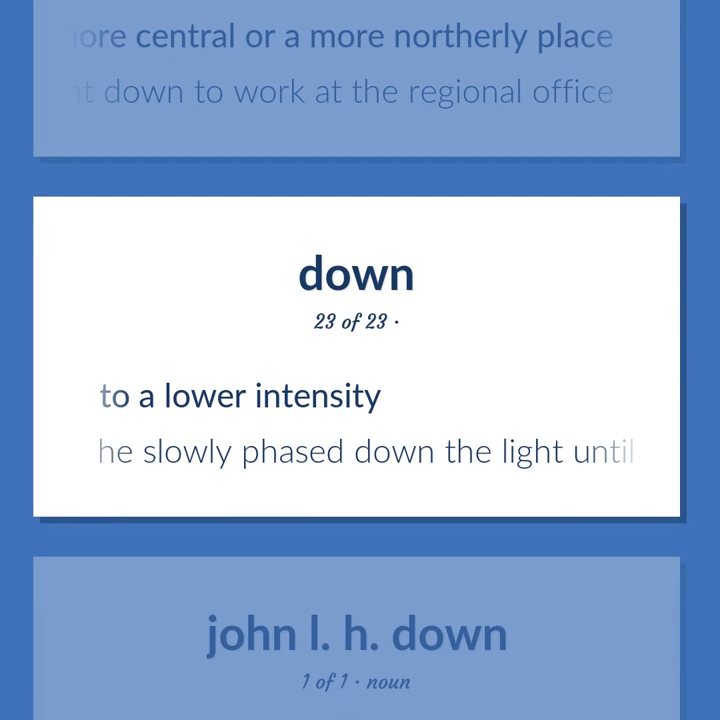 central or a more northerly place
down to work at the regional office
down
23 of 23 ·
to a lower intensity
he slowly phased down the light until
john l. h. down
1 of 1 · noun